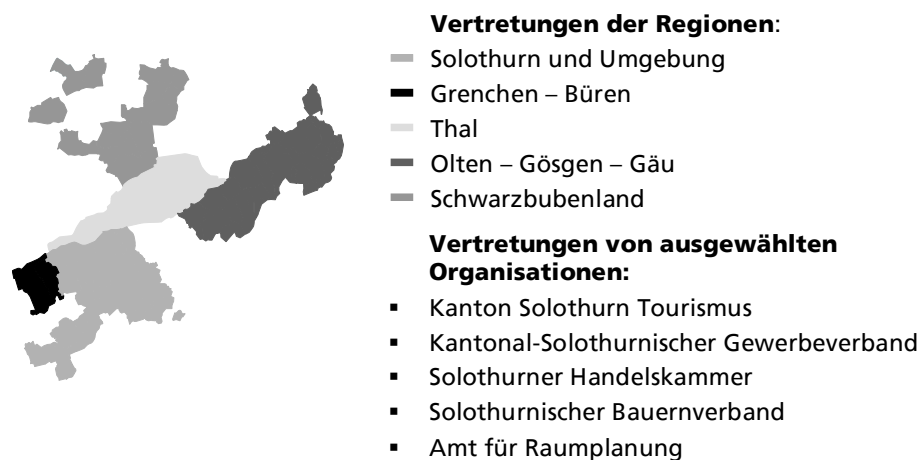 Vertretungen der Regionen:
Solothurn und Umgebung
Grenchen – Büren
Thal
Olten – Gösgen – Gäu
Schwarzbubenland
Vertretungen von ausgewählten
Organisationen:
▪ Kanton Solothurn Tourismus
▪ Kantonal-Solothurnischer Gewerbeverband
▪ Solothurner Handelskammer
▪ Solothurnischer Bauernverband
▪ Amt für Raumplanung